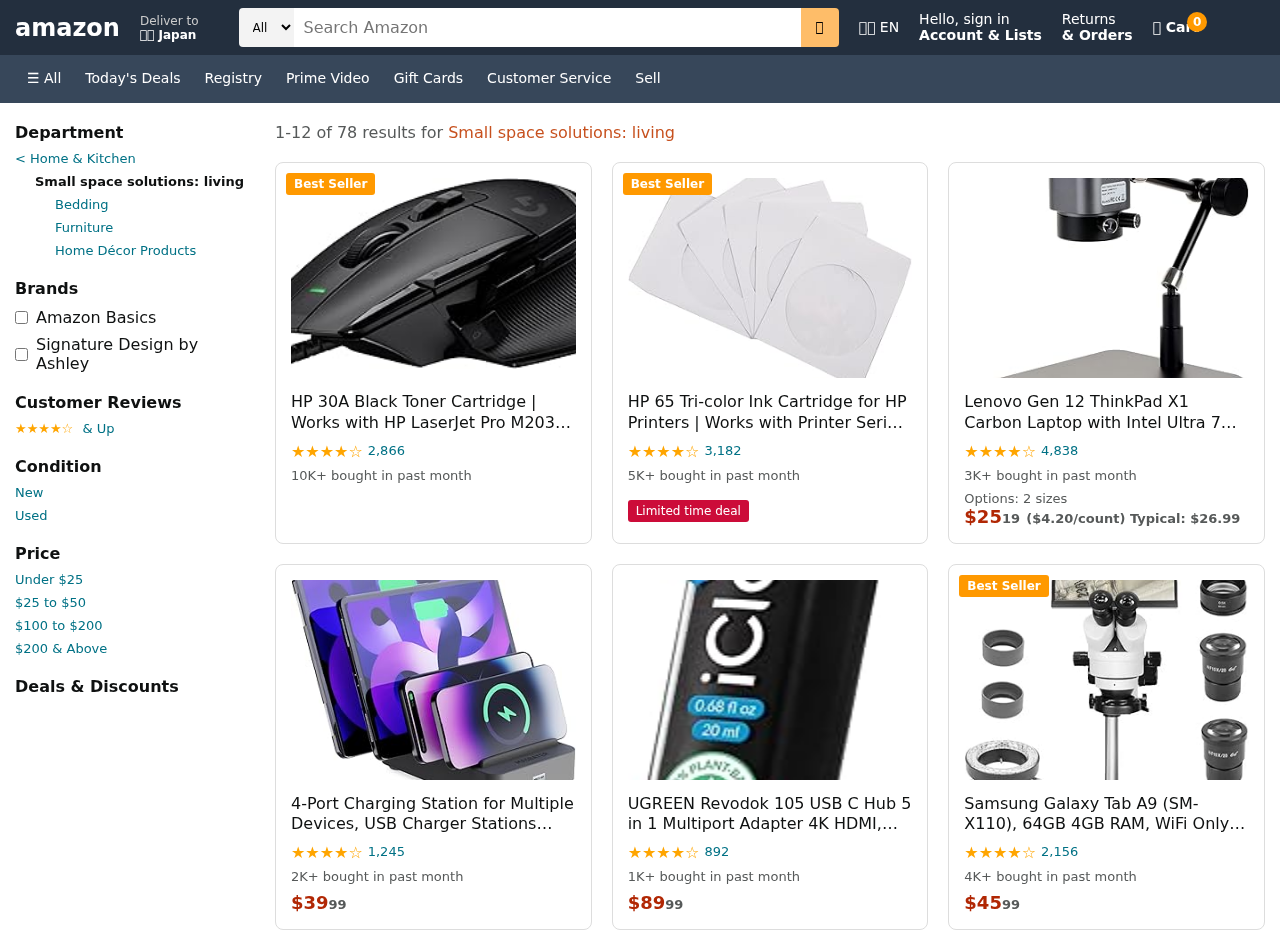 amazon
Deliver to
Japan
All
Search Amazon
EN
Hello, sign in
Account & Lists
Returns
& Orders
0
☰ All
Today's Deals
Registry
Prime Video
Gift Cards
Customer Service
Sell
Department
< Home & Kitchen
Small space solutions: living
Bedding
Furniture
Home Décor Products
Brands
Amazon Basics
Signature Design by
Ashley
Customer Reviews
★★★★☆ & Up
Condition
New
Used
Price
Under $25
$25 to $50
$100 to $200
$200 & Above
Deals & Discounts
1-12 of 78 results for Small space solutions: living
Best Seller
HP 30A Black Toner Cartridge |
Works with HP LaserJet Pro M203…
★★★★☆ 2,866
10K+ bought in past month
Best Seller
HP 65 Tri-color Ink Cartridge for HP
Printers | Works with Printer Seri…
★★★★☆ 3,182
5K+ bought in past month
Limited time deal
Lenovo Gen 12 ThinkPad X1
Carbon Laptop with Intel Ultra 7…
★★★★☆ 4,838
3K+ bought in past month
Options: 2 sizes
$25 19 ($4.20/count) Typical: $26.99
4-Port Charging Station for Multiple
Devices, USB Charger Stations…
★★★★☆ 1,245
2K+ bought in past month
$39 99
0.68 fl oz
20 ml
UGREEN Revodok 105 USB C Hub 5
in 1 Multiport Adapter 4K HDMI,…
★★★★☆ 892
1K+ bought in past month
$89 99
Best Seller
Samsung Galaxy Tab A9 (SM-
X110), 64GB 4GB RAM, WiFi Only…
★★★★☆ 2,156
4K+ bought in past month
$45 99